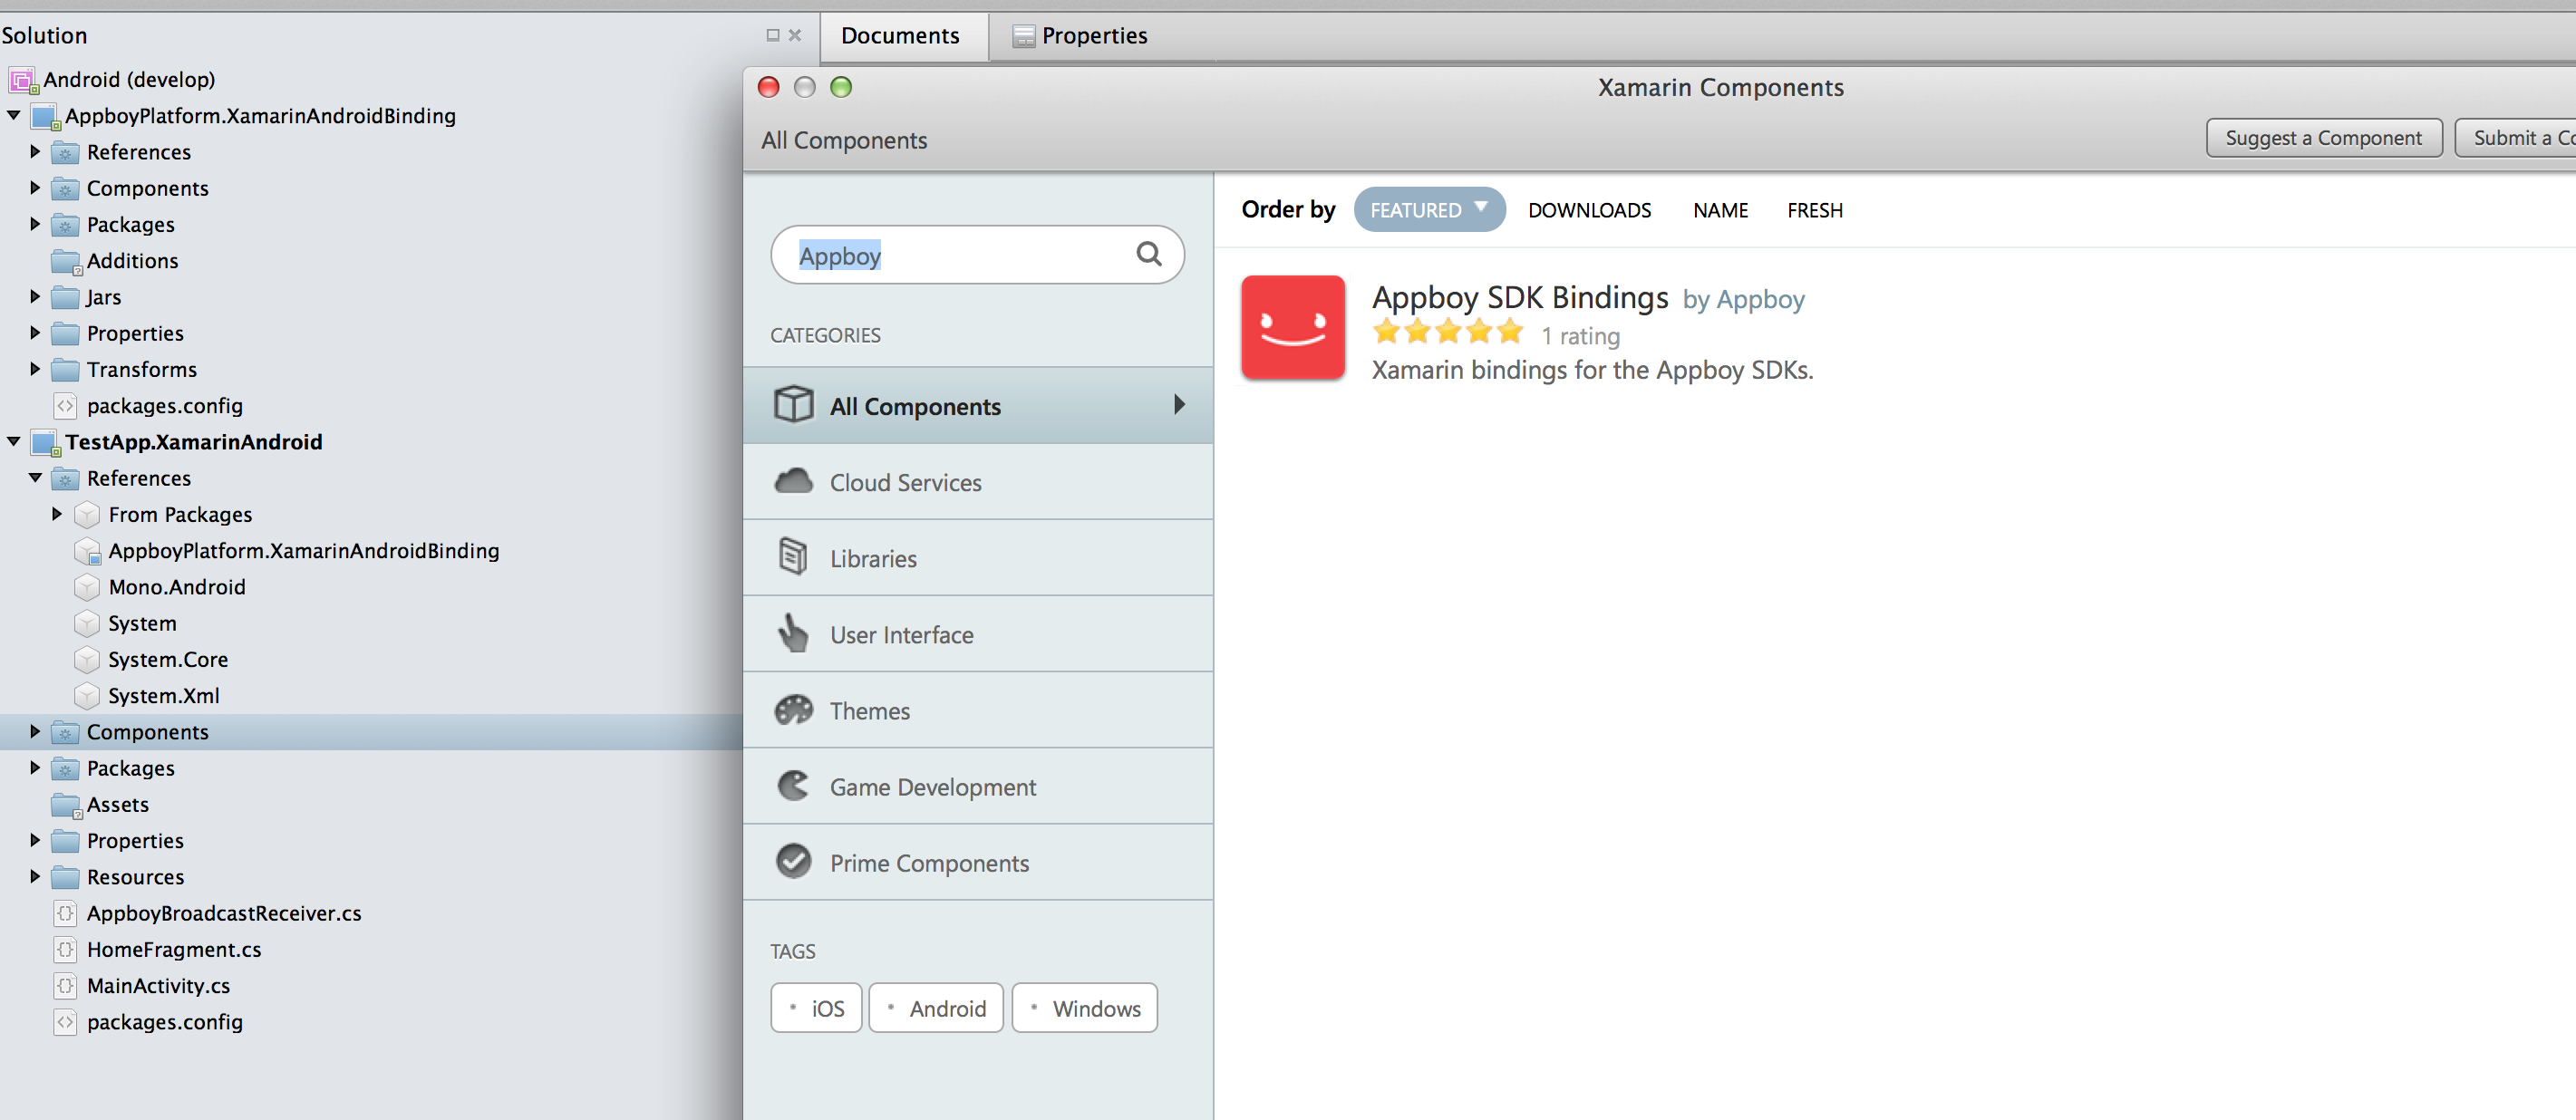 Solution
Documents
Properties
Android (develop)
AppboyPlatform.XamarinAndroidBinding
References
Components
Packages
Additions
Jars
Properties
Transforms
packages.config
TestApp.XamarinAndroid
References
From Packages
AppboyPlatform.XamarinAndroidBinding
Mono.Android
System
System.Core
System.Xml
Components
Packages
Assets
Properties
Resources
AppboyBroadcastReceiver.cs
HomeFragment.cs
MainActivity.cs
packages.config
Xamarin Components
All Components
Suggest a Component
Submit a
Appboy
CATEGORIES
All Components
Cloud Services
Libraries
User Interface
Themes
Game Development
Prime Components
TAGS
iOS
Android
Windows
Order by FEATURED DOWNLOADS NAME FRESH
Appboy SDK Bindings by Appboy
1 rating
Xamarin bindings for the Appboy SDKs.